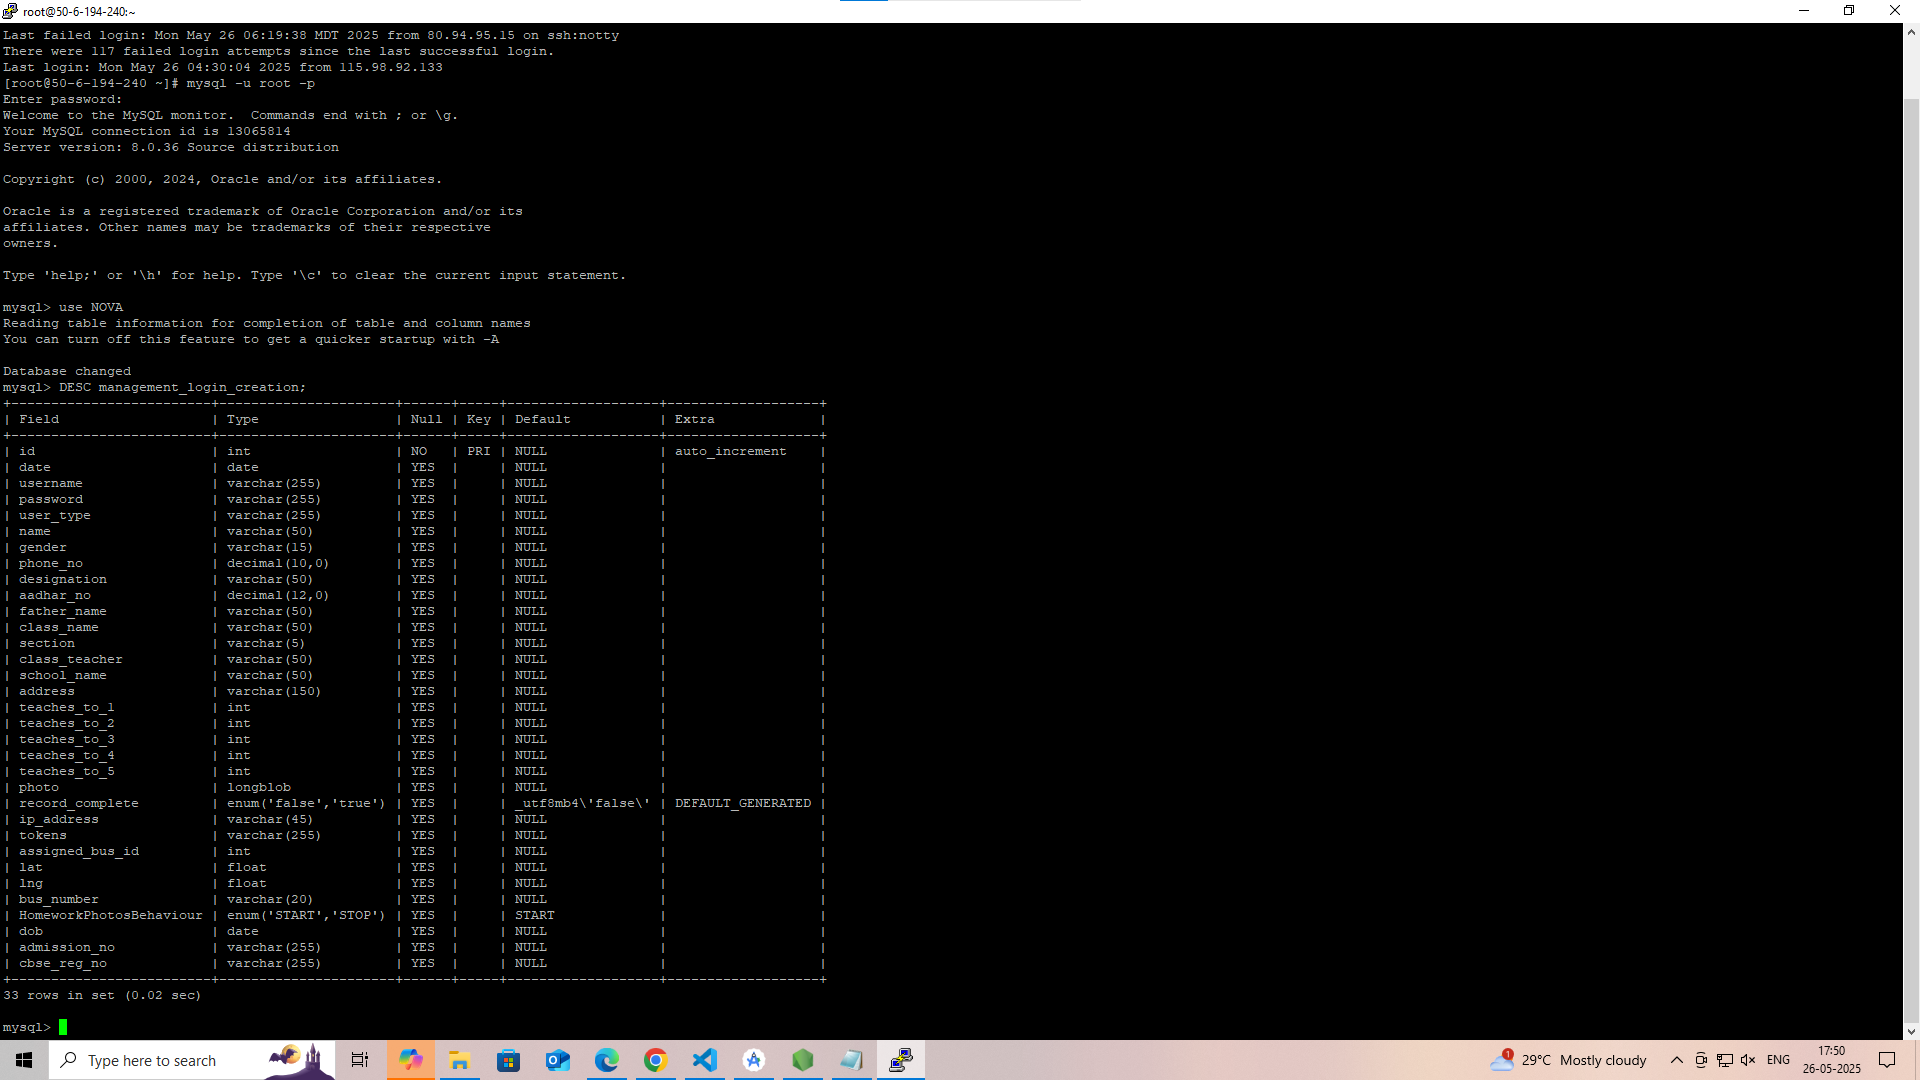 root@50-6-194-240:~
Last failed login: Mon May 26 06:19:38 MDT 2025 from 80.94.95.15 on ssh:notty
There were 117 failed login attempts since the last successful login.
Last login: Mon May 26 04:30:04 2025 from 115.98.92.133
[root@50-6-194-240 ~]# mysql -u root -p
Enter password:
Welcome to the MySQL monitor.  Commands end with ; or \g.
Your MySQL connection id is 13065814
Server version: 8.0.36 Source distribution

Copyright (c) 2000, 2024, Oracle and/or its affiliates.

Oracle is a registered trademark of Oracle Corporation and/or its
affiliates. Other names may be trademarks of their respective
owners.

Type 'help;' or '\h' for help. Type '\c' to clear the current input statement.

mysql> use NOVA
Reading table information for completion of table and column names
You can turn off this feature to get a quicker startup with -A

Database changed
mysql> DESC management_login_creation;
+-------------------------+----------------------+------+-----+-------------------+-------------------+
| Field                   | Type                 | Null | Key | Default           | Extra             |
+-------------------------+----------------------+------+-----+-------------------+-------------------+
| id                      | int                  | NO   | PRI | NULL              | auto_increment    |
| date                    | date                 | YES  |     | NULL              |                   |
| username                | varchar(255)         | YES  |     | NULL              |                   |
| password                | varchar(255)         | YES  |     | NULL              |                   |
| user_type               | varchar(255)         | YES  |     | NULL              |                   |
| name                    | varchar(50)          | YES  |     | NULL              |                   |
| gender                  | varchar(15)          | YES  |     | NULL              |                   |
| phone_no                | decimal(10,0)        | YES  |     | NULL              |                   |
| designation             | varchar(50)          | YES  |     | NULL              |                   |
| aadhar_no               | decimal(12,0)        | YES  |     | NULL              |                   |
| father_name             | varchar(50)          | YES  |     | NULL              |                   |
| class_name              | varchar(50)          | YES  |     | NULL              |                   |
| section                 | varchar(5)           | YES  |     | NULL              |                   |
| class_teacher           | varchar(50)          | YES  |     | NULL              |                   |
| school_name             | varchar(50)          | YES  |     | NULL              |                   |
| address                 | varchar(150)         | YES  |     | NULL              |                   |
| teaches_to_1            | int                  | YES  |     | NULL              |                   |
| teaches_to_2            | int                  | YES  |     | NULL              |                   |
| teaches_to_3            | int                  | YES  |     | NULL              |                   |
| teaches_to_4            | int                  | YES  |     | NULL              |                   |
| teaches_to_5            | int                  | YES  |     | NULL              |                   |
| photo                   | longblob             | YES  |     | NULL              |                   |
| record_complete         | enum('false','true') | YES  |     | _utf8mb4\'false\' | DEFAULT_GENERATED |
| ip_address              | varchar(45)          | YES  |     | NULL              |                   |
| tokens                  | varchar(255)         | YES  |     | NULL              |                   |
| assigned_bus_id         | int                  | YES  |     | NULL              |                   |
| lat                     | float                | YES  |     | NULL              |                   |
| lng                     | float                | YES  |     | NULL              |                   |
| bus_number              | varchar(20)          | YES  |     | NULL              |                   |
| HomeworkPhotosBehaviour | enum('START','STOP') | YES  |     | START             |                   |
| dob                     | date                 | YES  |     | NULL              |                   |
| admission_no            | varchar(255)         | YES  |     | NULL              |                   |
| cbse_reg_no             | varchar(255)         | YES  |     | NULL              |                   |
+-------------------------+----------------------+------+-----+-------------------+-------------------+
33 rows in set (0.02 sec)

mysql>
Type here to search
1
29°C Mostly cloudy
ENG
17:50
26-05-2025